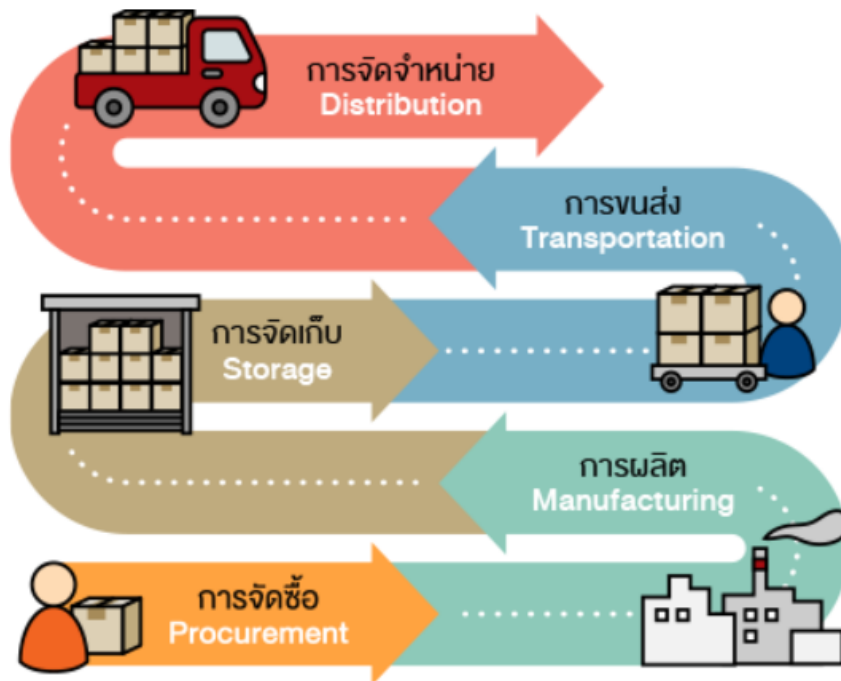 การจัดจำหน่าย
Distribution
การขนส่ง
Transportation
การจัดเก็บ
Storage
การผลิต
Manufacturing
การจัดซื้อ
Procurement